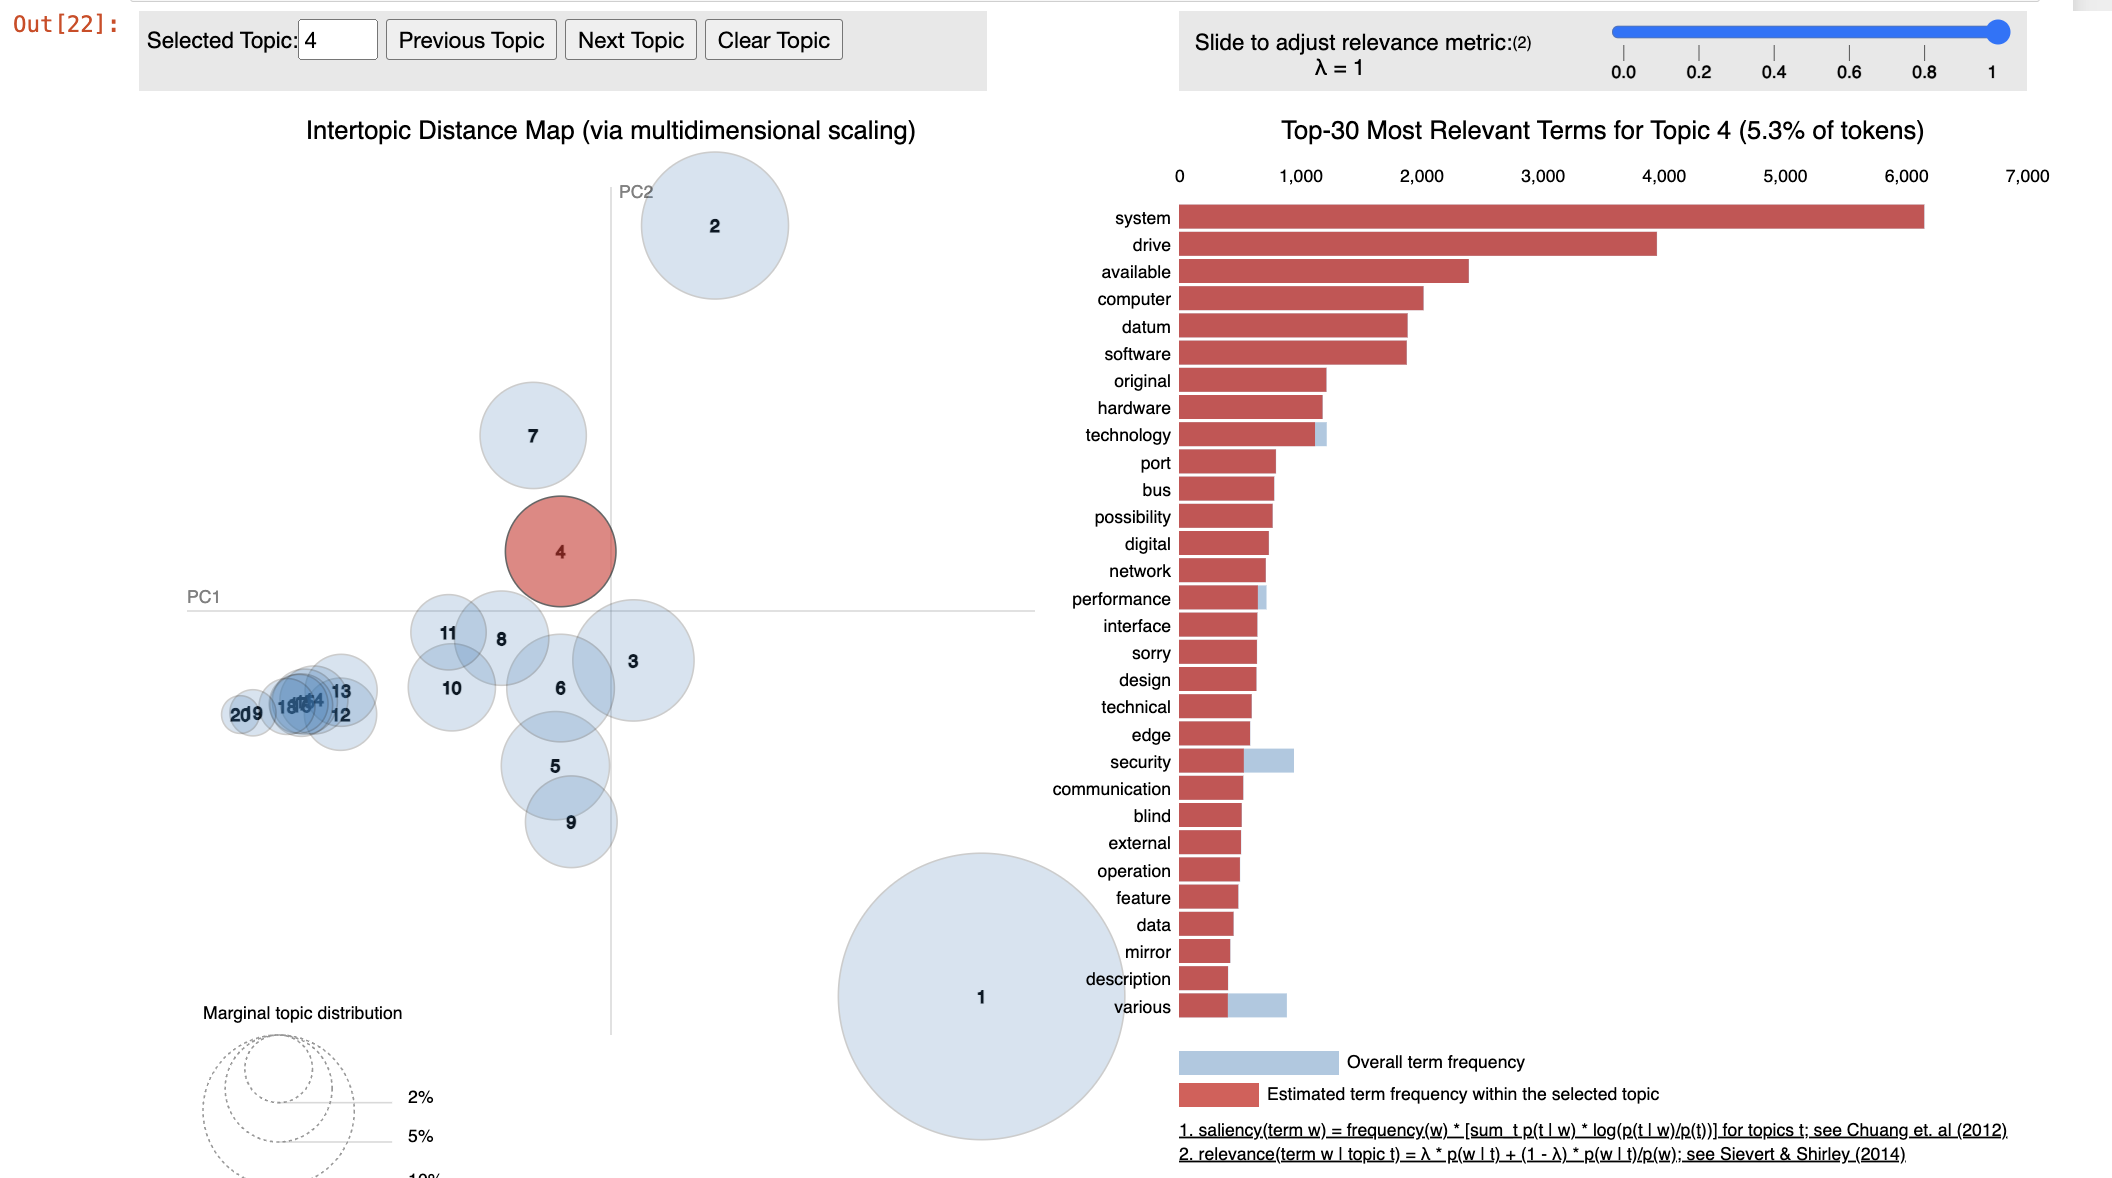 Out[22]:
Selected Topic: 4 Previous Topic Next Topic Clear Topic
Slide to adjust relevance metric:(2)
λ = 1
0.0 0.2 0.4 0.6 0.8 1
Intertopic Distance Map (via multidimensional scaling)
PC2
PC1
2
7
4
11
8
3
10
6
13
12
14
18
19
20
5
9
1
Marginal topic distribution
2%
5%
10%
Top-30 Most Relevant Terms for Topic 4 (5.3% of tokens)
0 1,000 2,000 3,000 4,000 5,000 6,000 7,000
system
drive
available
computer
datum
software
original
hardware
technology
port
bus
possibility
digital
network
performance
interface
sorry
design
technical
edge
security
communication
blind
external
operation
feature
data
mirror
description
various
Overall term frequency
Estimated term frequency within the selected topic
1. saliency(term w) = frequency(w) * [sum_t p(t | w) * log(p(t | w)/p(t))] for topics t; see Chuang et. al (2012)
2. relevance(term w | topic t) = λ * p(w | t) + (1 - λ) * p(w | t)/p(w); see Sievert & Shirley (2014)